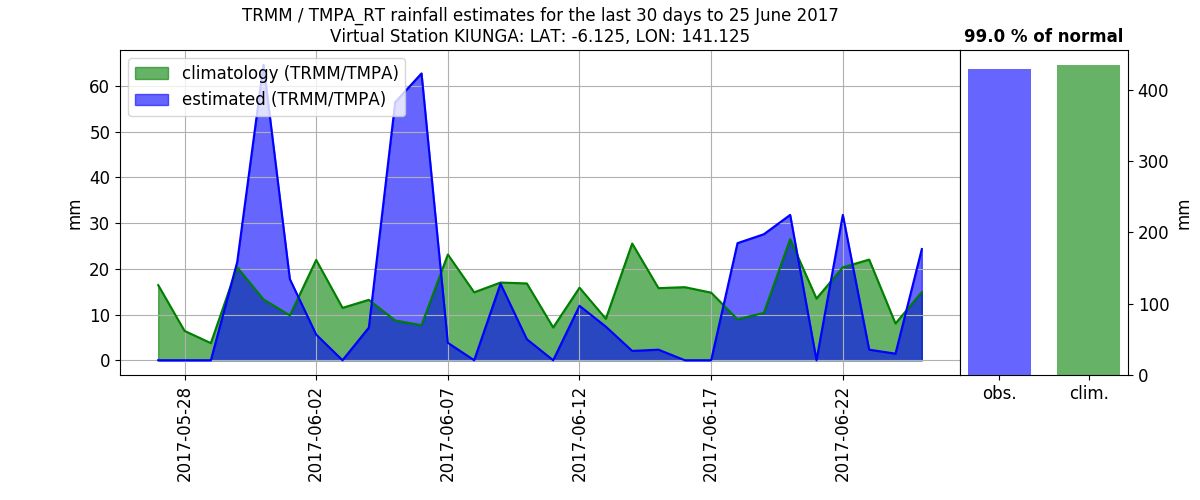 TRMM / TMPA_RT rainfall estimates for the last 30 days to 25 June 2017
Virtual Station KIUNGA: LAT: -6.125, LON: 141.125
99.0 % of normal
climatology (TRMM/TMPA)
estimated (TRMM/TMPA)
60
50
40
30
20
10
0
mm
2017-05-28
2017-06-02
2017-06-07
2017-06-12
2017-06-17
2017-06-22
400
300
200
100
0
mm
obs.
clim.